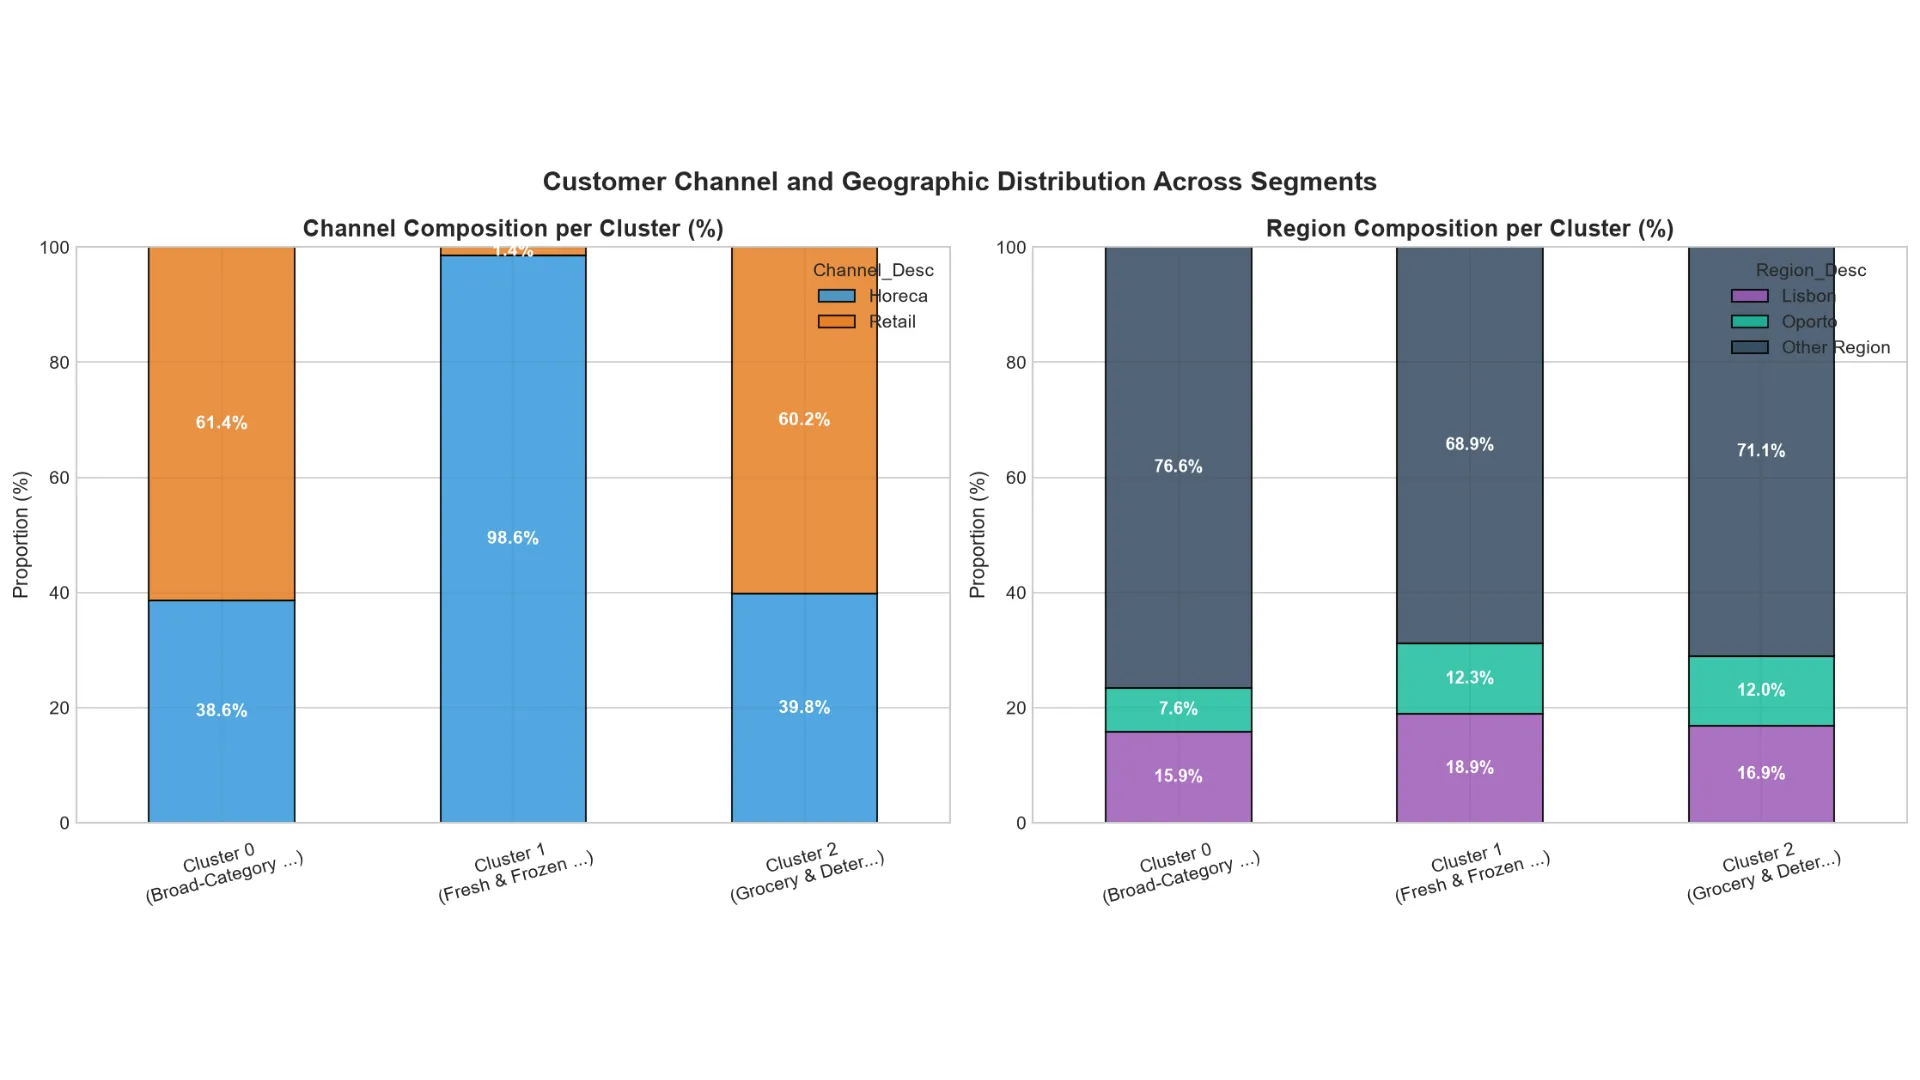 Customer Channel and Geographic Distribution Across Segments
Channel Composition per Cluster (%)
Proportion (%)
100
80
60
40
20
0
61.4%
38.6%
1.4%
98.6%
60.2%
39.8%
Channel_Desc
Horeca
Retail
Cluster 0
(Broad-Category ...)
Cluster 1
(Fresh & Frozen ...)
Cluster 2
(Grocery & Deter...)
Region Composition per Cluster (%)
Proportion (%)
100
80
60
40
20
0
76.6%
7.6%
15.9%
68.9%
12.3%
18.9%
71.1%
12.0%
16.9%
Region_Desc
Lisbon
Oporto
Other Region
Cluster 0
(Broad-Category ...)
Cluster 1
(Fresh & Frozen ...)
Cluster 2
(Grocery & Deter...)